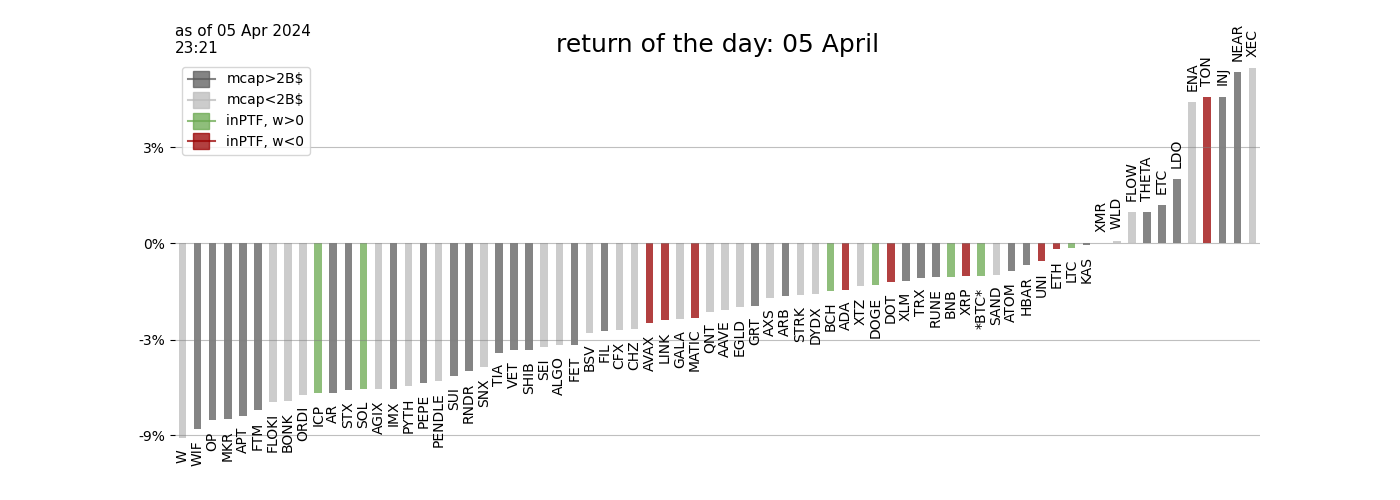 as of 05 Apr 2024
23:21
return of the day: 05 April
mcap>2B$
mcap<2B$
inPTF, w>0
inPTF, w<0
3%
0%
-3%
-9%
W
WIF
OP
MKR
APT
FTM
FLOKI
BONK
ORDI
ICP
AR
STX
SOL
AGIX
IMX
PYTH
PEPE
PENDLE
SUI
RNDR
SNX
TIA
VET
SHIB
SEI
ALGO
FET
BSV
FIL
CFX
CHZ
AVAX
LINK
GALA
MATIC
QNT
AAVE
EGLD
GRT
AXS
ARB
STRK
DYDX
BCH
ADA
XTZ
DOGE
DOT
XLM
TRX
RUNE
BNB
XRP
*BTC*
SAND
ATOM
HBAR
UNI
ETH
LTC
KAS
XMR
WLD
FLOW
THETA
ETC
LDO
ENA
TON
INJ
NEAR
XEC